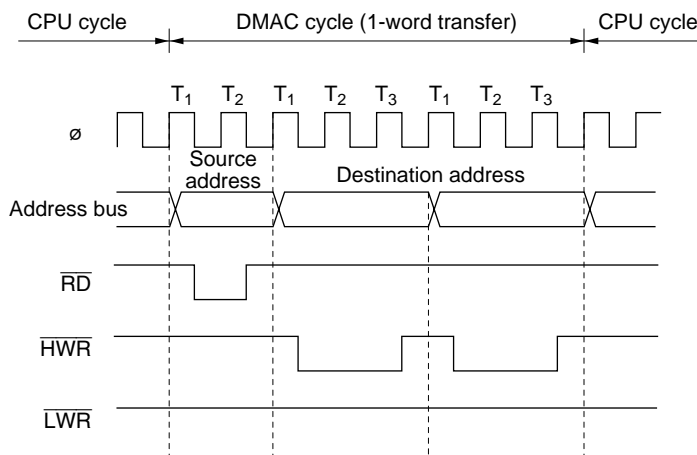 CPU cycle DMAC cycle (1-word transfer) CPU cycle
T1 T2 T1 T2 T3 T1 T2 T3
ø
Source address
Destination address
Address bus
RD
HWR
LWR